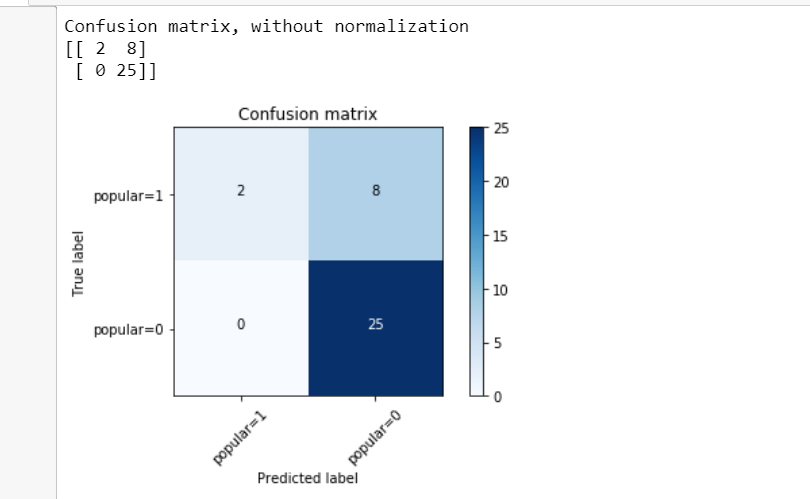 Confusion matrix, without normalization
[[ 2  8]
 [ 0 25]]
Confusion matrix
25
20
15
10
5
0
True label
popular=1
2
8
popular=0
0
25
popular=1
popular=0
Predicted label